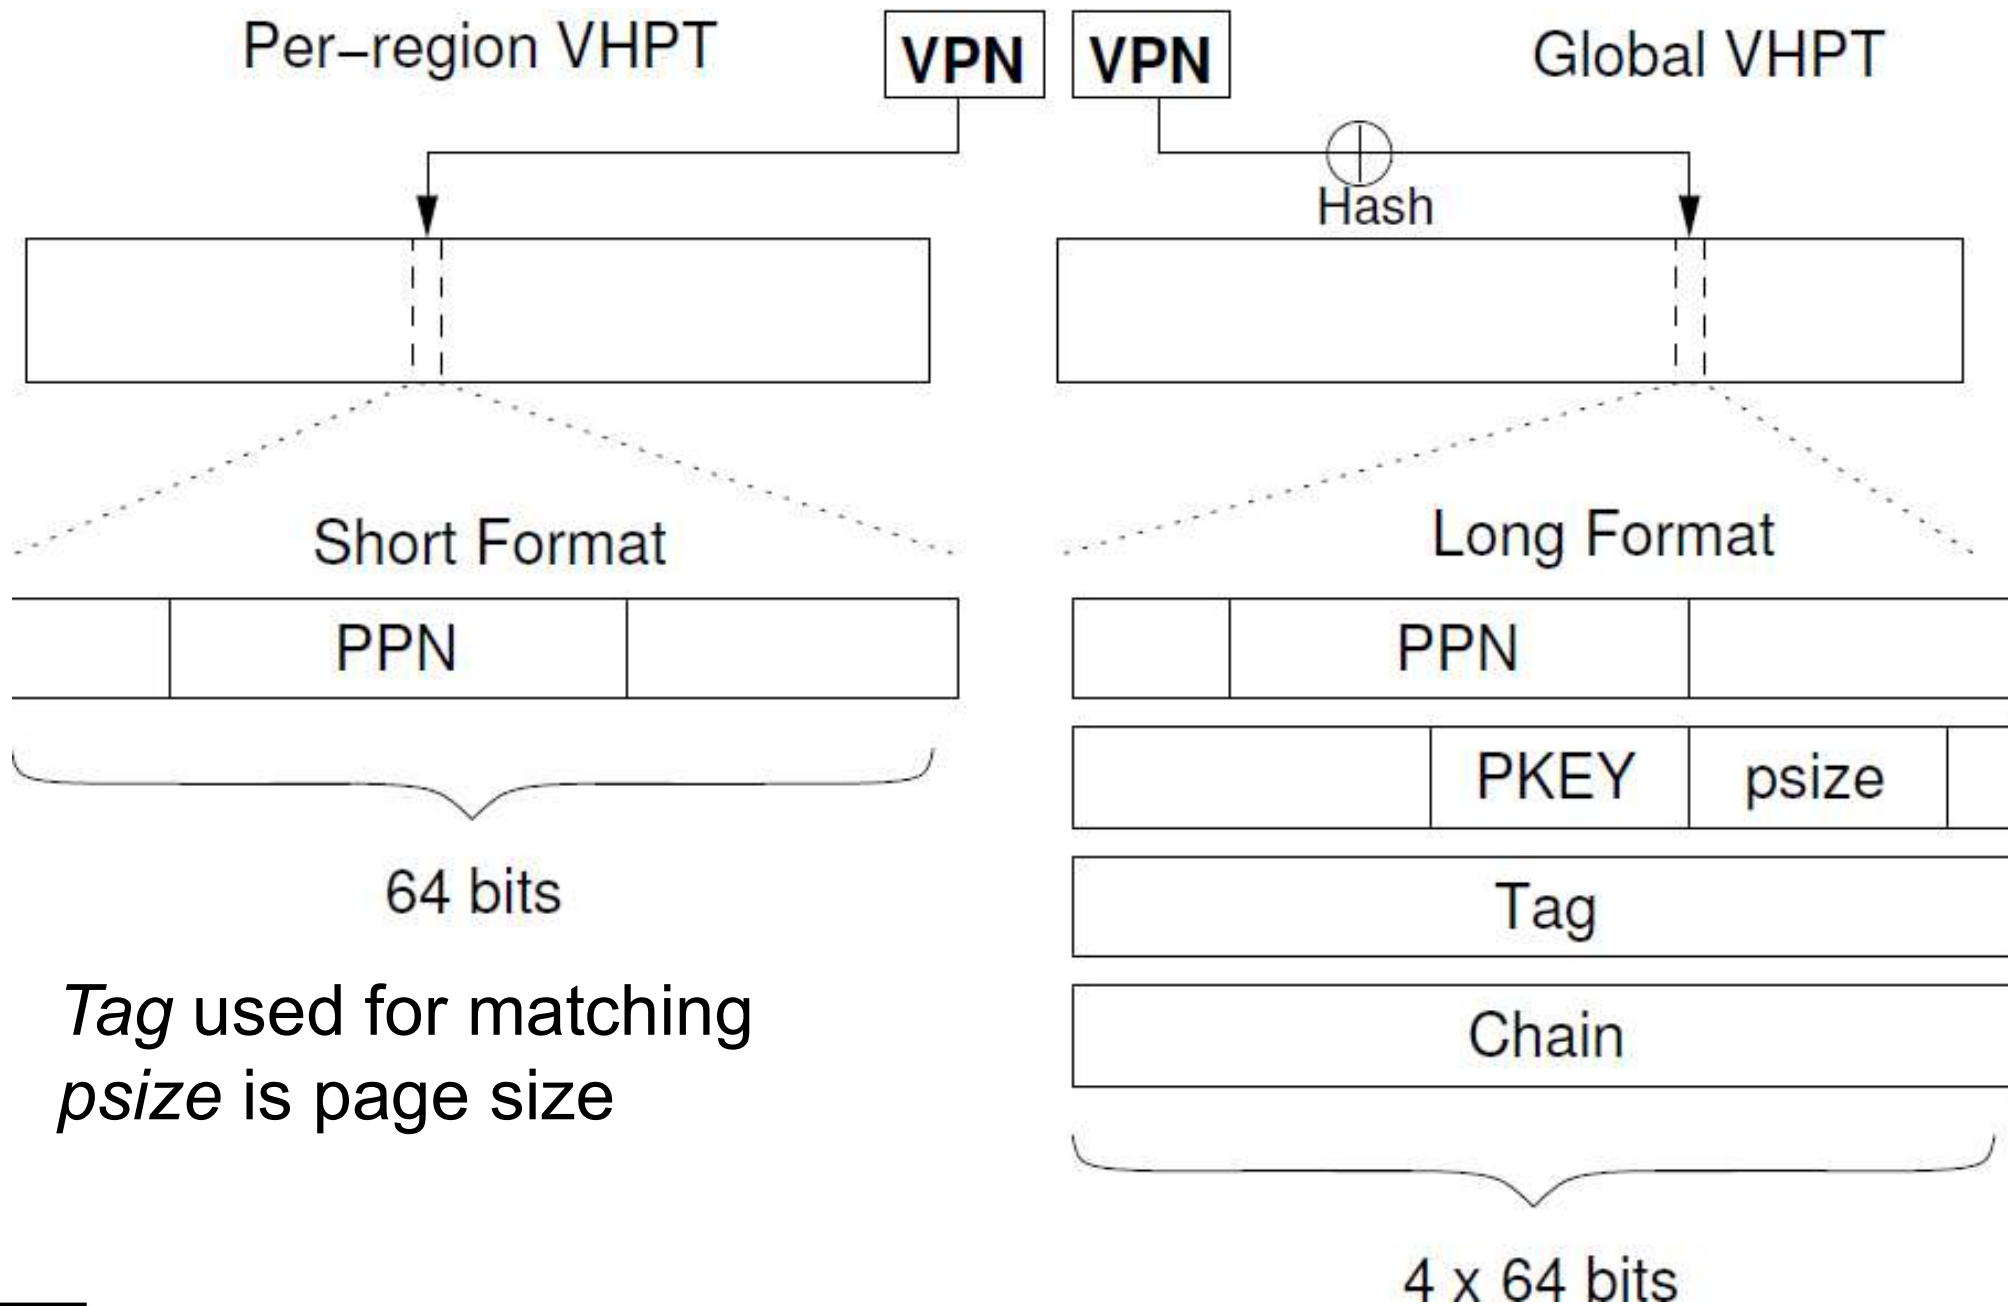 Per–region VHPT
VPN
VPN
Global VHPT
Hash
Short Format
Long Format
PPN
PPN
PKEY
psize
64 bits
Tag
Tag used for matching
psize is page size
Chain
4 x 64 bits